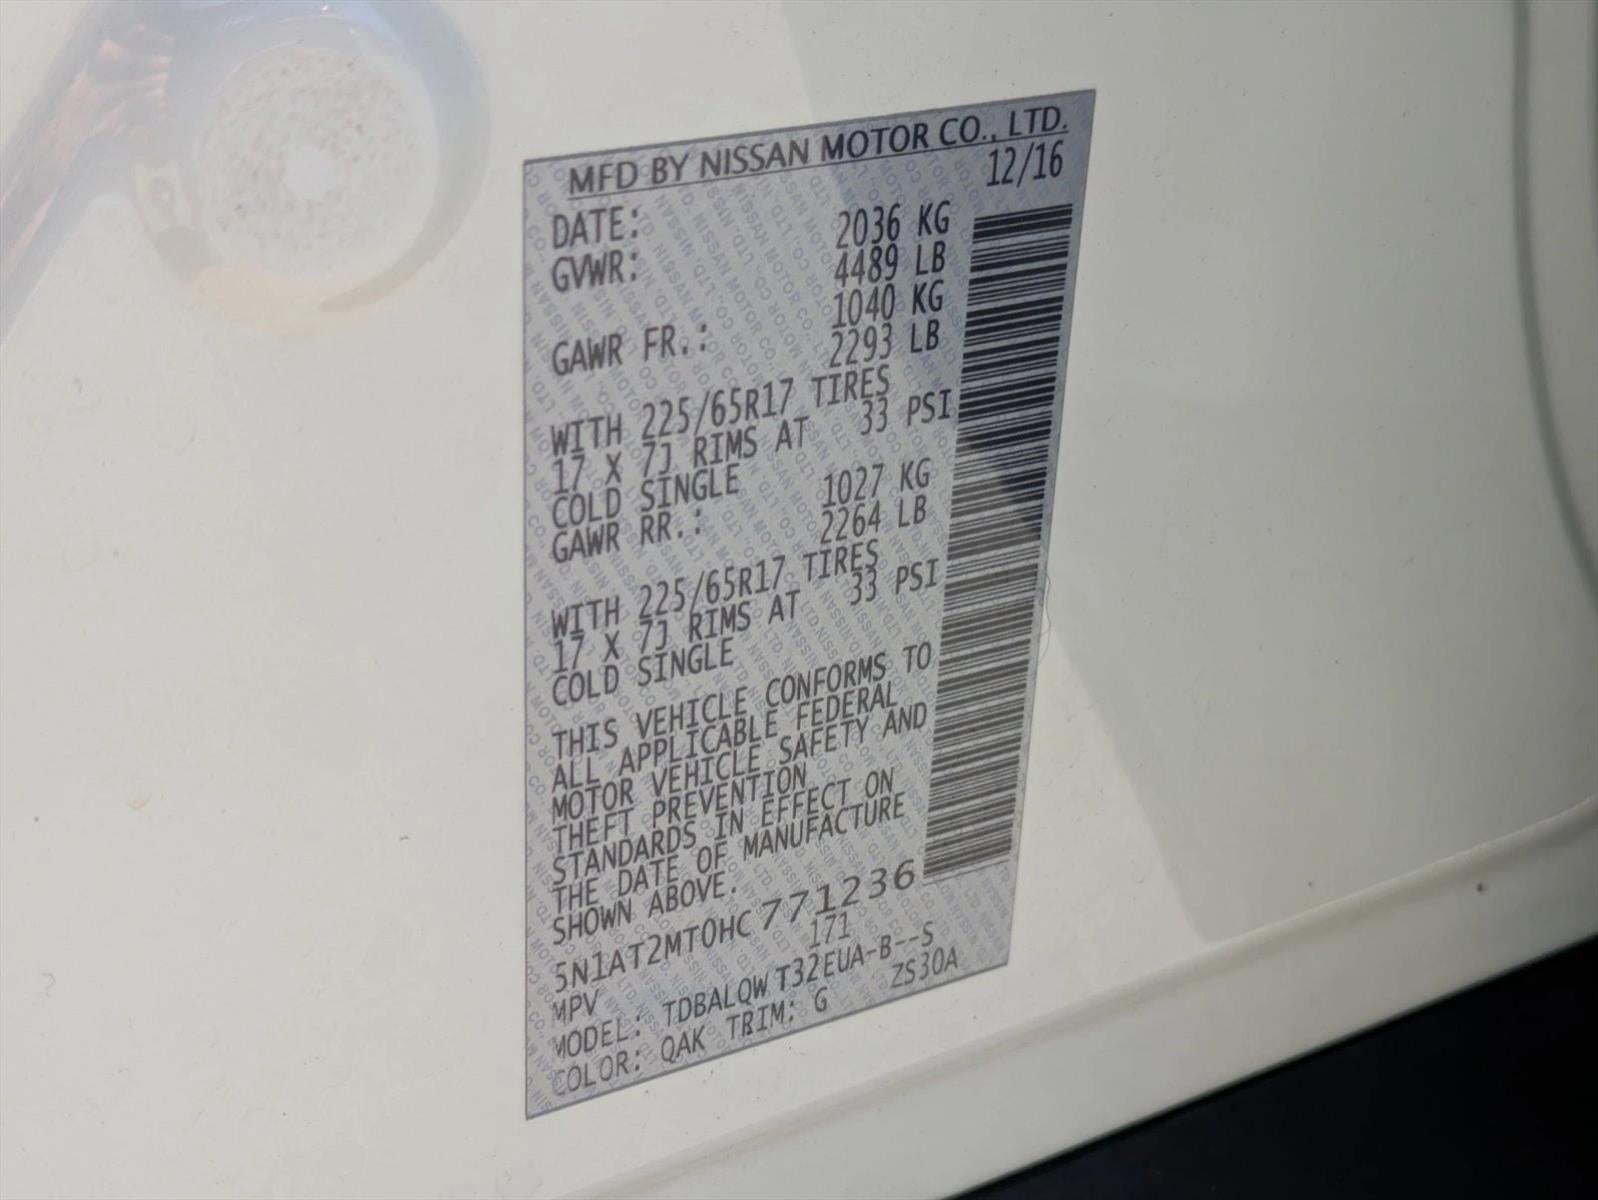 MFD BY NISSAN MOTOR CO., LTD.
DATE: 12/16
GVWR: 2036 KG
4489 LB
GAWR FR.: 1040 KG
2293 LB
WITH 225/65R17 TIRES
17 X 7J RIMS AT 33 PSI
COLD SINGLE
GAWR RR.: 1027 KG
2264 LB
WITH 225/65R17 TIRES
17 X 7J RIMS AT 33 PSI
COLD SINGLE
THIS VEHICLE CONFORMS TO
ALL APPLICABLE FEDERAL
MOTOR VEHICLE SAFETY AND
THEFT PREVENTION
STANDARDS IN EFFECT ON
THE DATE OF MANUFACTURE
SHOWN ABOVE.
5N1AT2MT0HC771236
MPV 171
MODEL: TDBALQWT32EUA-B--S
COLOR: QAK TRIM: G ZS30A